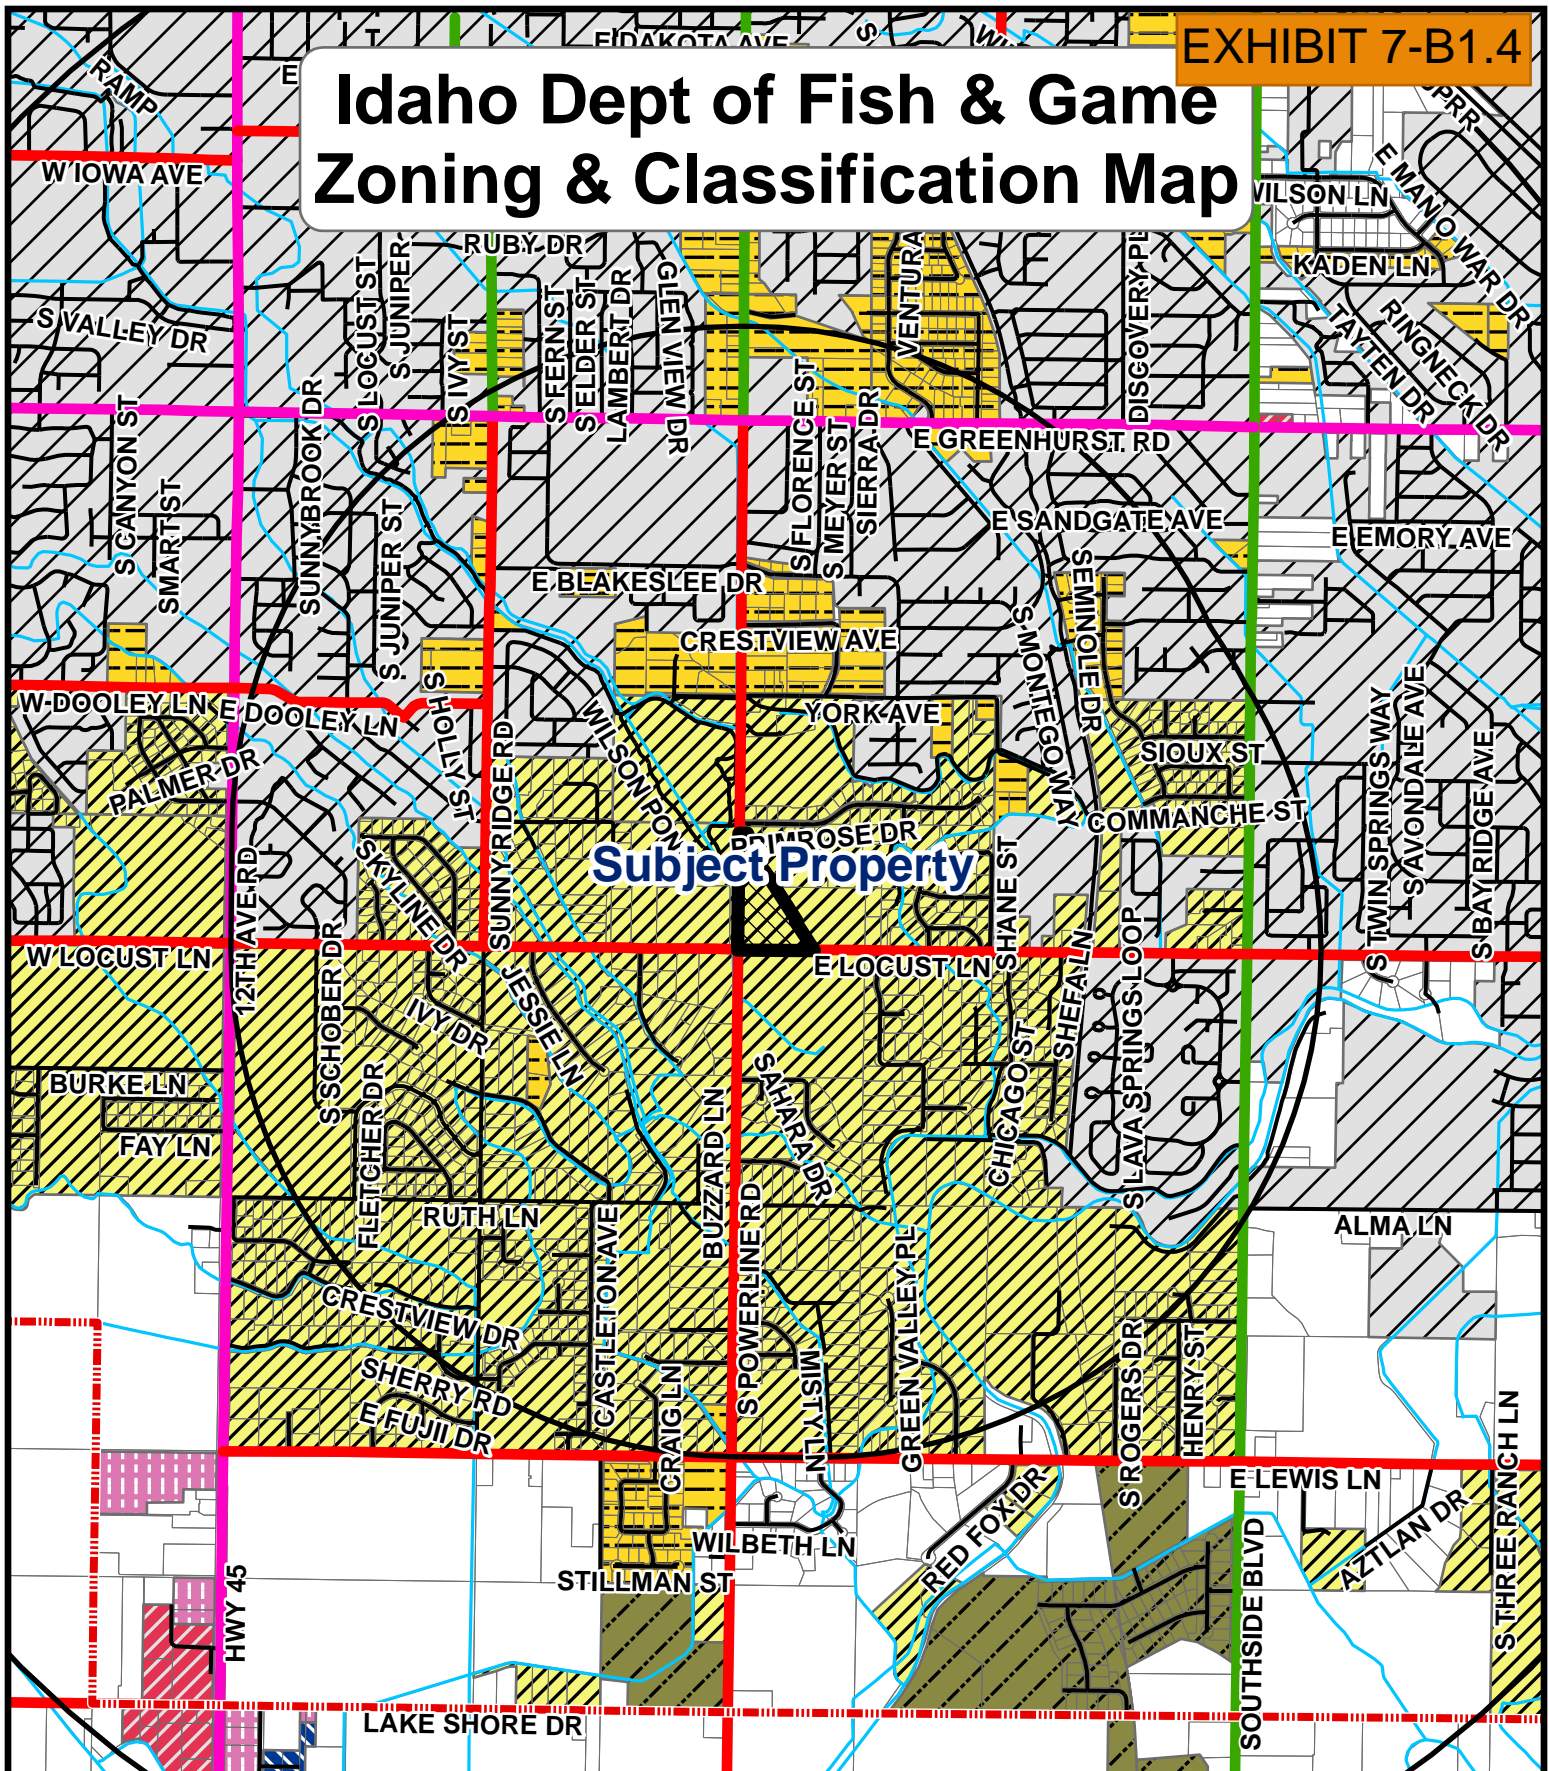 EXHIBIT 7-B1.4
Idaho Dept of Fish & Game
Zoning & Classification Map
E DAKOTA AVE
RAMP
W IOWA AVE
UPRR
E MAN O WAR DR
WILSON LN
KADEN LN
RUBY DR
S VALLEY DR
S LOCUST ST
S JUNIPER
S IVY ST
S FERN ST
S ELDER ST
LAMBERT DR
GLEN VIEW DR
VENTURA
DISCOVERY PL
TAYTEN DR
RINGNECK DR
S CANYON ST
SMART ST
SUNNYBROOK DR
S JUNIPER ST
S FLORENCE ST
S MEYER ST
SIERRA DR
E GREENHURST RD
E SANDGATE AVE
E EMORY AVE
E BLAKESLEE DR
CRESTVIEW AVE
S MONTEGO WAY
SEMINOLE DR
W DOOLEY LN
E DOOLEY LN
S HOLLY ST
YORK AVE
WILSON PON
SIOUX ST
PALMER DR
SUNNY RIDGE RD
COMMANCHE ST
PRIMROSE DR
Subject Property
S TWIN SPRINGS WAY
S AVONDALE AVE
S BAY RIDGE AVE
12TH AVE RD
SKYLINE DR
SHANE ST
W LOCUST LN
E LOCUST LN
S SCHOBER DR
IVY DR
JESSIE LN
SHEFFA LN
S LAVA SPRINGS LOOP
BURKE LN
FAY LN
FLETCHER DR
BUZZARD LN
SAHARA DR
CHICAGO ST
RUTH LN
ALMA LN
CASTLETON AVE
S POWERLINE RD
GREEN VALLEY PL
CRESTVIEW DR
SHERRY RD
E FUJII DR
CRAIG LN
MISTY LN
S ROGERS DR
HENRY ST
E LEWIS LN
S THREE RANCH LN
AZTLAN DR
RED FOX DR
WILBETH LN
STILLMAN ST
HWY 45
SOUTHSIDE BLVD
LAKE SHORE DR